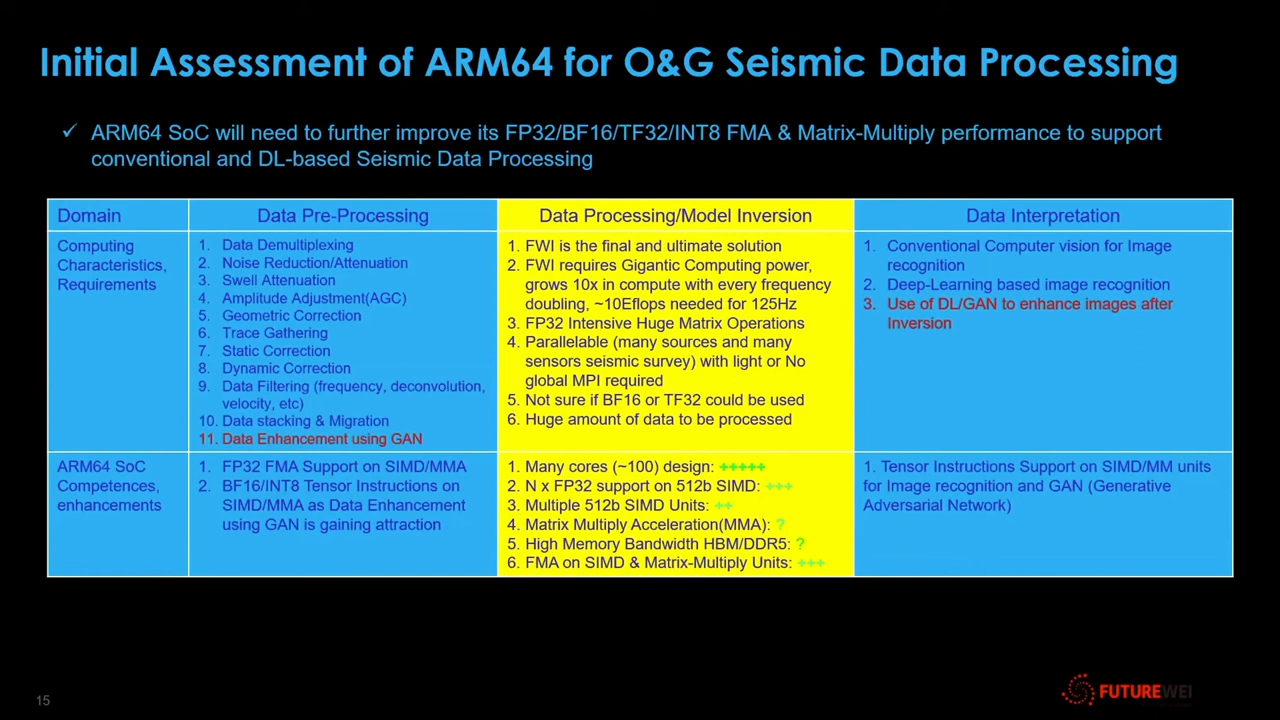 Initial Assessment of ARM64 for O&G Seismic Data Processing
✓ ARM64 SoC will need to further improve its FP32/BF16/TF32/INT8 FMA & Matrix-Multiply performance to support
conventional and DL-based Seismic Data Processing
Domain
Data Pre-Processing
Data Processing/Model Inversion
Data Interpretation
Computing
Characteristics,
Requirements
1. Data Demultiplexing
2. Noise Reduction/Attenuation
3. Swell Attenuation
4. Amplitude Adjustment(AGC)
5. Geometric Correction
6. Trace Gathering
7. Static Correction
8. Dynamic Correction
9. Data Filtering (frequency, deconvolution,
velocity, etc)
10. Data stacking & Migration
11. Data Enhancement using GAN
1. FWI is the final and ultimate solution
2. FWI requires Gigantic Computing power,
grows 10x in compute with every frequency
doubling, ~10Eflops needed for 125Hz
3. FP32 Intensive Huge Matrix Operations
4. Parallelable (many sources and many
sensors seismic survey) with light or No
global MPI required
5. Not sure if BF16 or TF32 could be used
6. Huge amount of data to be processed
1. Conventional Computer vision for Image
recognition
2. Deep-Learning based image recognition
3. Use of DL/GAN to enhance images after
Inversion
ARM64 SoC
Competences,
enhancements
1. FP32 FMA Support on SIMD/MMA
2. BF16/INT8 Tensor Instructions on
SIMD/MMA as Data Enhancement
using GAN is gaining attraction
1. Many cores (~100) design: +++++
2. N x FP32 support on 512b SIMD: +++
3. Multiple 512b SIMD Units: ++
4. Matrix Multiply Acceleration(MMA): ?
5. High Memory Bandwidth HBM/DDR5: ?
6. FMA on SIMD & Matrix-Multiply Units: +++
1. Tensor Instructions Support on SIMD/MM units
for Image recognition and GAN (Generative
Adversarial Network)
15
FUTUREWEI